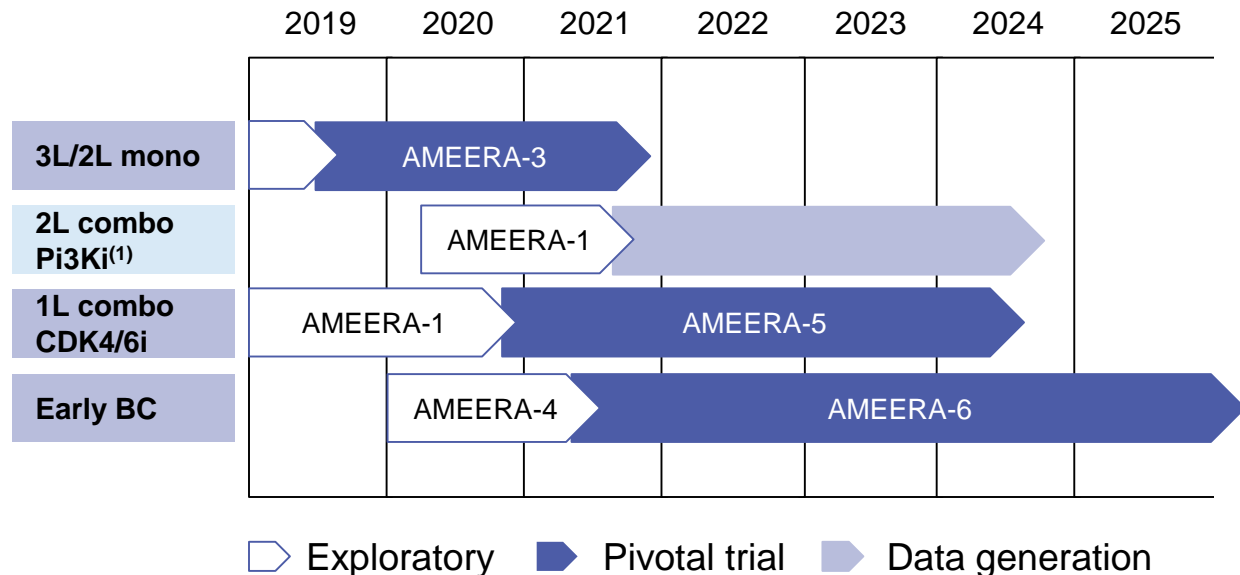 2019 2020 2021 2022 2023 2024 2025
3L/2L mono
AMEERA-3
2L combo
Pi3Ki(1)
AMEERA-1
1L combo
CDK4/6i
AMEERA-1
AMEERA-5
Early BC
AMEERA-4
AMEERA-6
Exploratory
Pivotal trial
Data generation